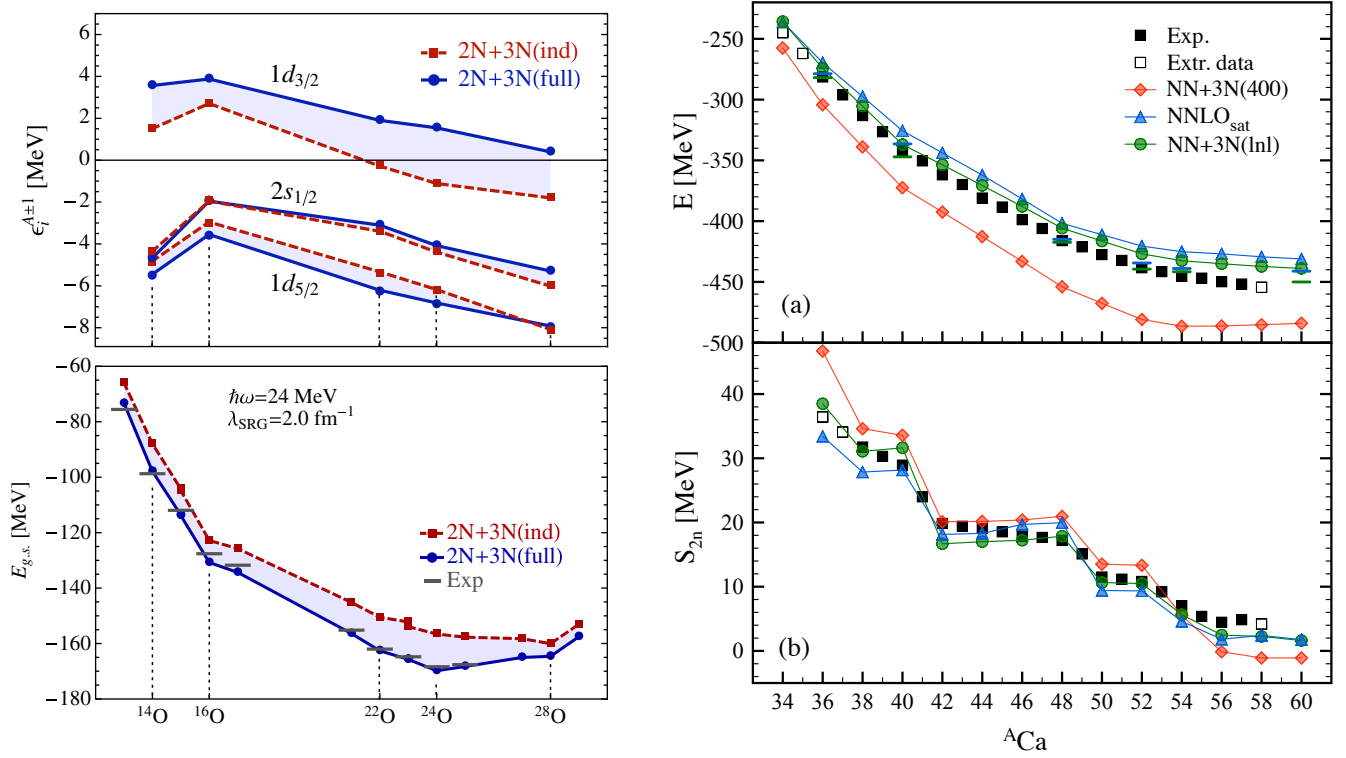 6
4
2
0
−2
−4
−6
−8
ϵᵢᴬ±¹ [MeV]
2N+3N(ind)
2N+3N(full)
1d3/2
2s1/2
1d5/2
−60
−80
−100
−120
−140
−160
−180
Eg.s. [MeV]
ℏω=24 MeV
λSRG=2.0 fm−1
2N+3N(ind)
2N+3N(full)
Exp
14O 16O 22O 24O 28O
-250
-300
-350
-400
-450
-500
E [MeV]
Exp.
Extr. data
NN+3N(400)
NNLOsat
NN+3N(lnl)
(a)
40
30
20
10
0
S2n [MeV]
(b)
34 36 38 40 42 44 46 48 50 52 54 56 58 60
ACa